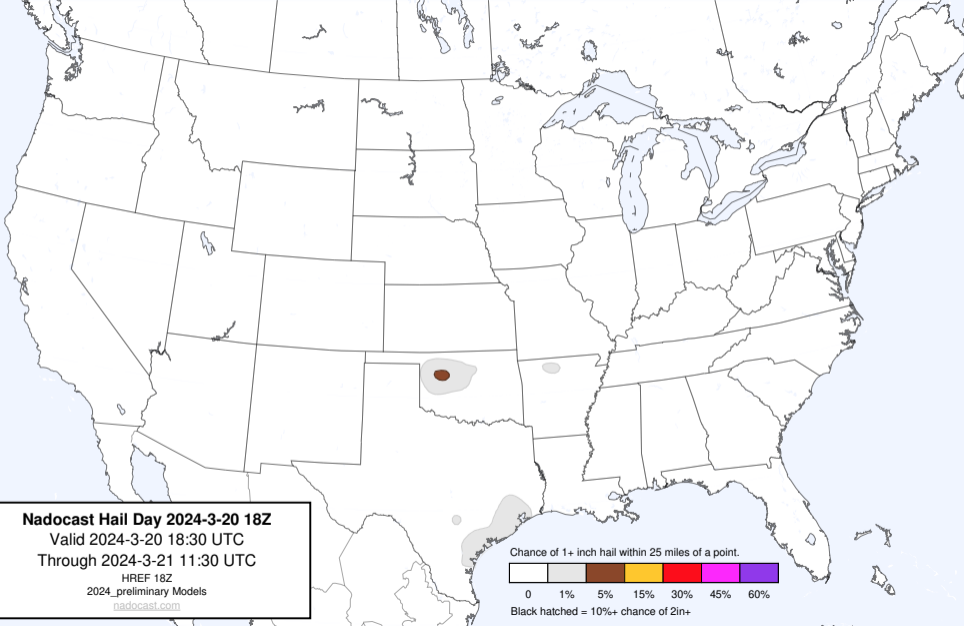 Nadocast Hail Day 2024-3-20 18Z
Valid 2024-3-20 18:30 UTC
Through 2024-3-21 11:30 UTC
HREF 18Z
2024_preliminary Models
nadocast.com
Chance of 1+ inch hail within 25 miles of a point.
0 1% 5% 15% 30% 45% 60%
Black hatched = 10%+ chance of 2in+